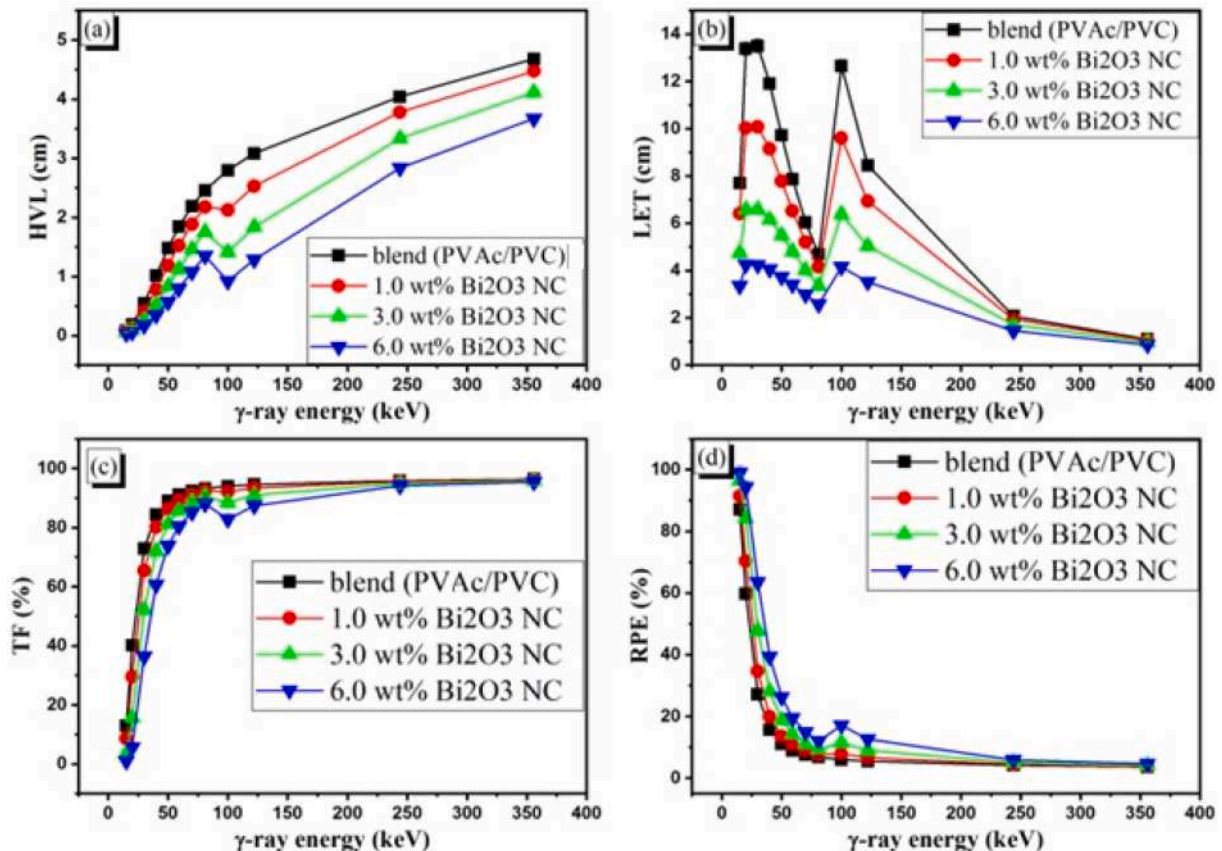 (a)
HVL (cm)
5
4
3
2
1
0
blend (PVAc/PVC)
1.0 wt% Bi2O3 NC
3.0 wt% Bi2O3 NC
6.0 wt% Bi2O3 NC
0 50 100 150 200 250 300 350 400
γ-ray energy (keV)
(b)
LET (cm)
14
12
10
8
6
4
2
0
blend (PVAc/PVC)
1.0 wt% Bi2O3 NC
3.0 wt% Bi2O3 NC
6.0 wt% Bi2O3 NC
0 50 100 150 200 250 300 350 400
γ-ray energy (keV)
(c)
TF (%)
100
80
60
40
20
0
blend (PVAc/PVC)
1.0 wt% Bi2O3 NC
3.0 wt% Bi2O3 NC
6.0 wt% Bi2O3 NC
0 50 100 150 200 250 300 350 400
γ-ray energy (keV)
(d)
RPE (%)
100
80
60
40
20
0
blend (PVAc/PVC)
1.0 wt% Bi2O3 NC
3.0 wt% Bi2O3 NC
6.0 wt% Bi2O3 NC
0 50 100 150 200 250 300 350 400
γ-ray energy (keV)